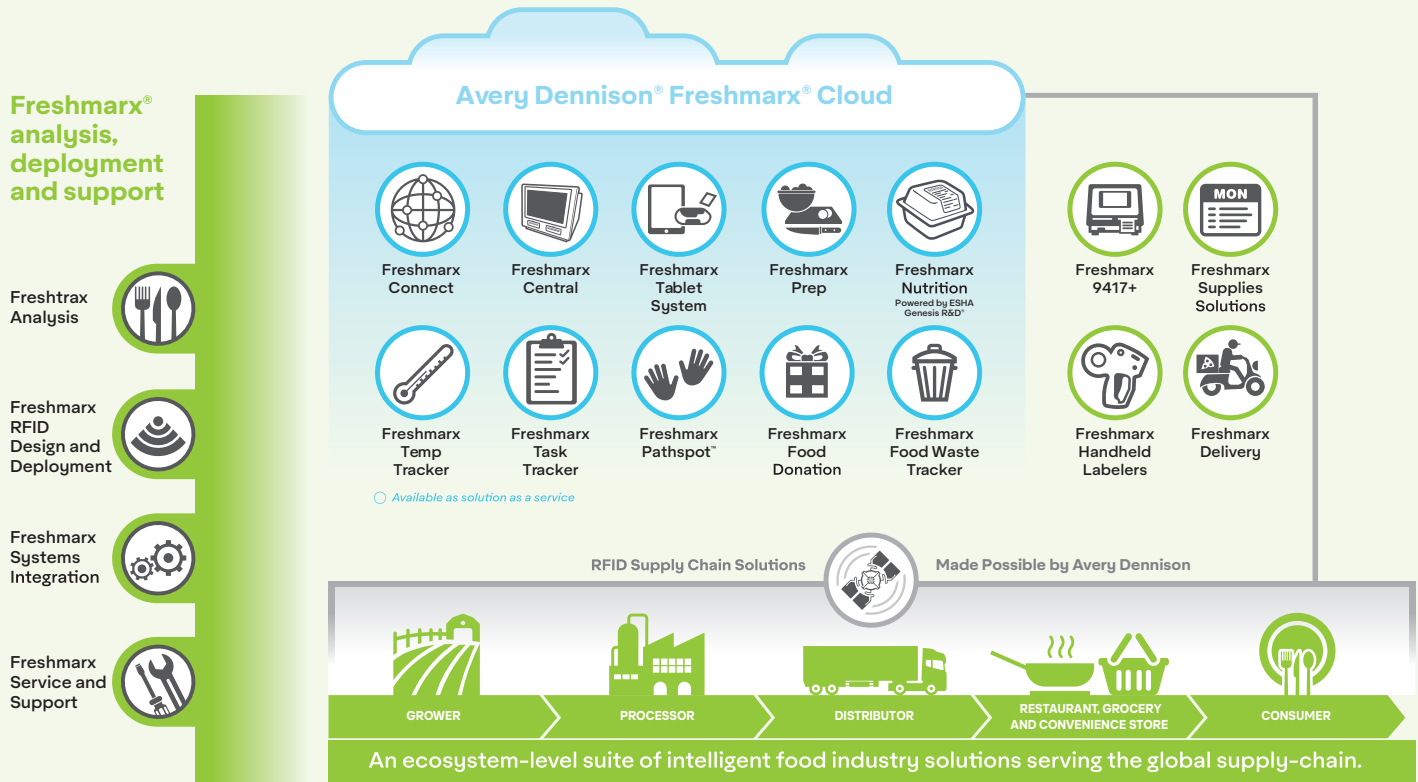 Freshmarx®
analysis,
deployment
and support
Freshtrax
Analysis
Freshmarx
RFID
Design and
Deployment
Freshmarx
Systems
Integration
Freshmarx
Service and
Support
Avery Dennison® Freshmarx® Cloud
Freshmarx
Connect
Freshmarx
Central
Freshmarx
Tablet
System
Freshmarx
Prep
Freshmarx
Nutrition
Powered by ESHA
Genesis R&D®
MON
Freshmarx
9417+
Freshmarx
Supplies
Solutions
Freshmarx
Temp
Tracker
Freshmarx
Task
Tracker
Freshmarx
Pathspot™
Freshmarx
Food
Donation
Freshmarx
Food Waste
Tracker
Freshmarx
Handheld
Labelers
Freshmarx
Delivery
Available as solution as a service
RFID Supply Chain Solutions
Made Possible by Avery Dennison
GROWER
PROCESSOR
DISTRIBUTOR
RESTAURANT, GROCERY
AND CONVENIENCE STORE
CONSUMER
An ecosystem-level suite of intelligent food industry solutions serving the global supply-chain.